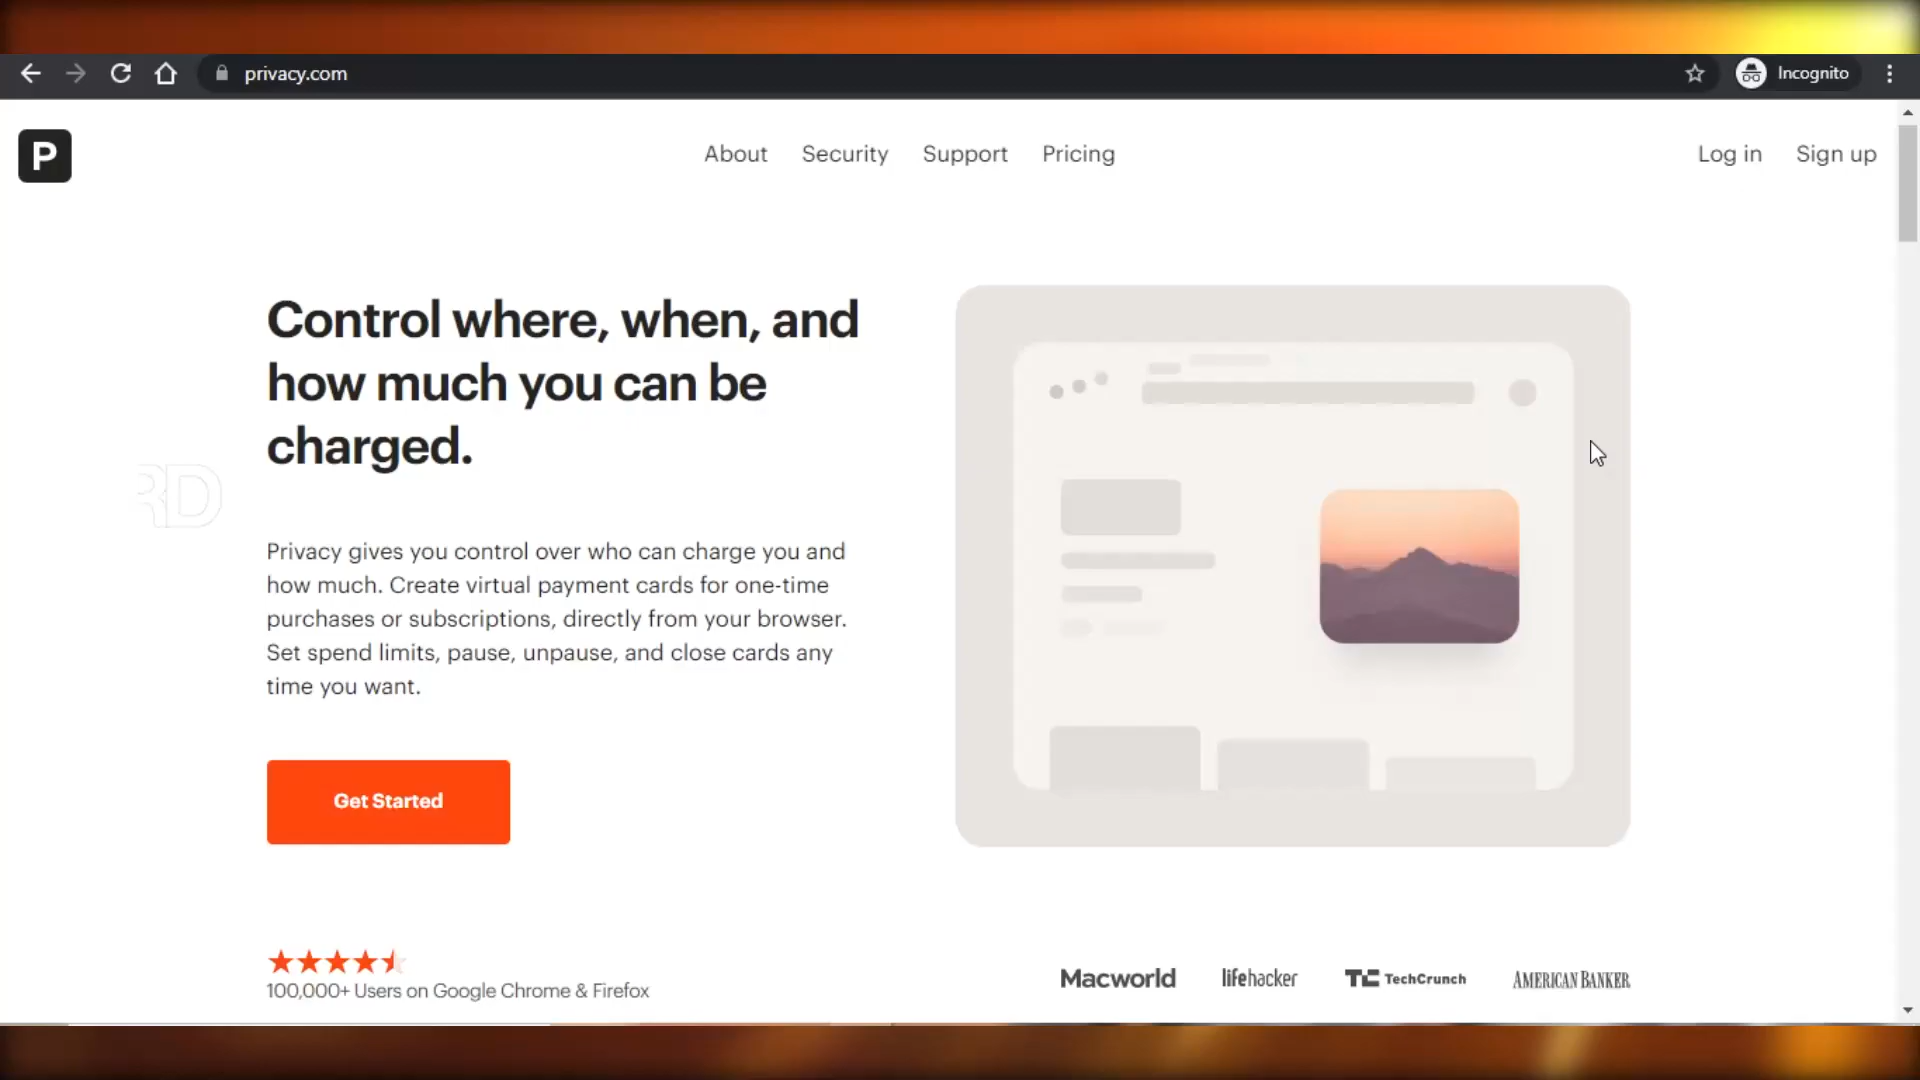 privacy.com
Incognito
P
About Security Support Pricing
Log in Sign up
Control where, when, and
how much you can be
charged.
RD
Privacy gives you control over who can charge you and
how much. Create virtual payment cards for one-time
purchases or subscriptions, directly from your browser.
Set spend limits, pause, unpause, and close cards any
time you want.
Get Started
100,000+ Users on Google Chrome & Firefox
Macworld lifehacker TC TechCrunch AMERICAN BANKER